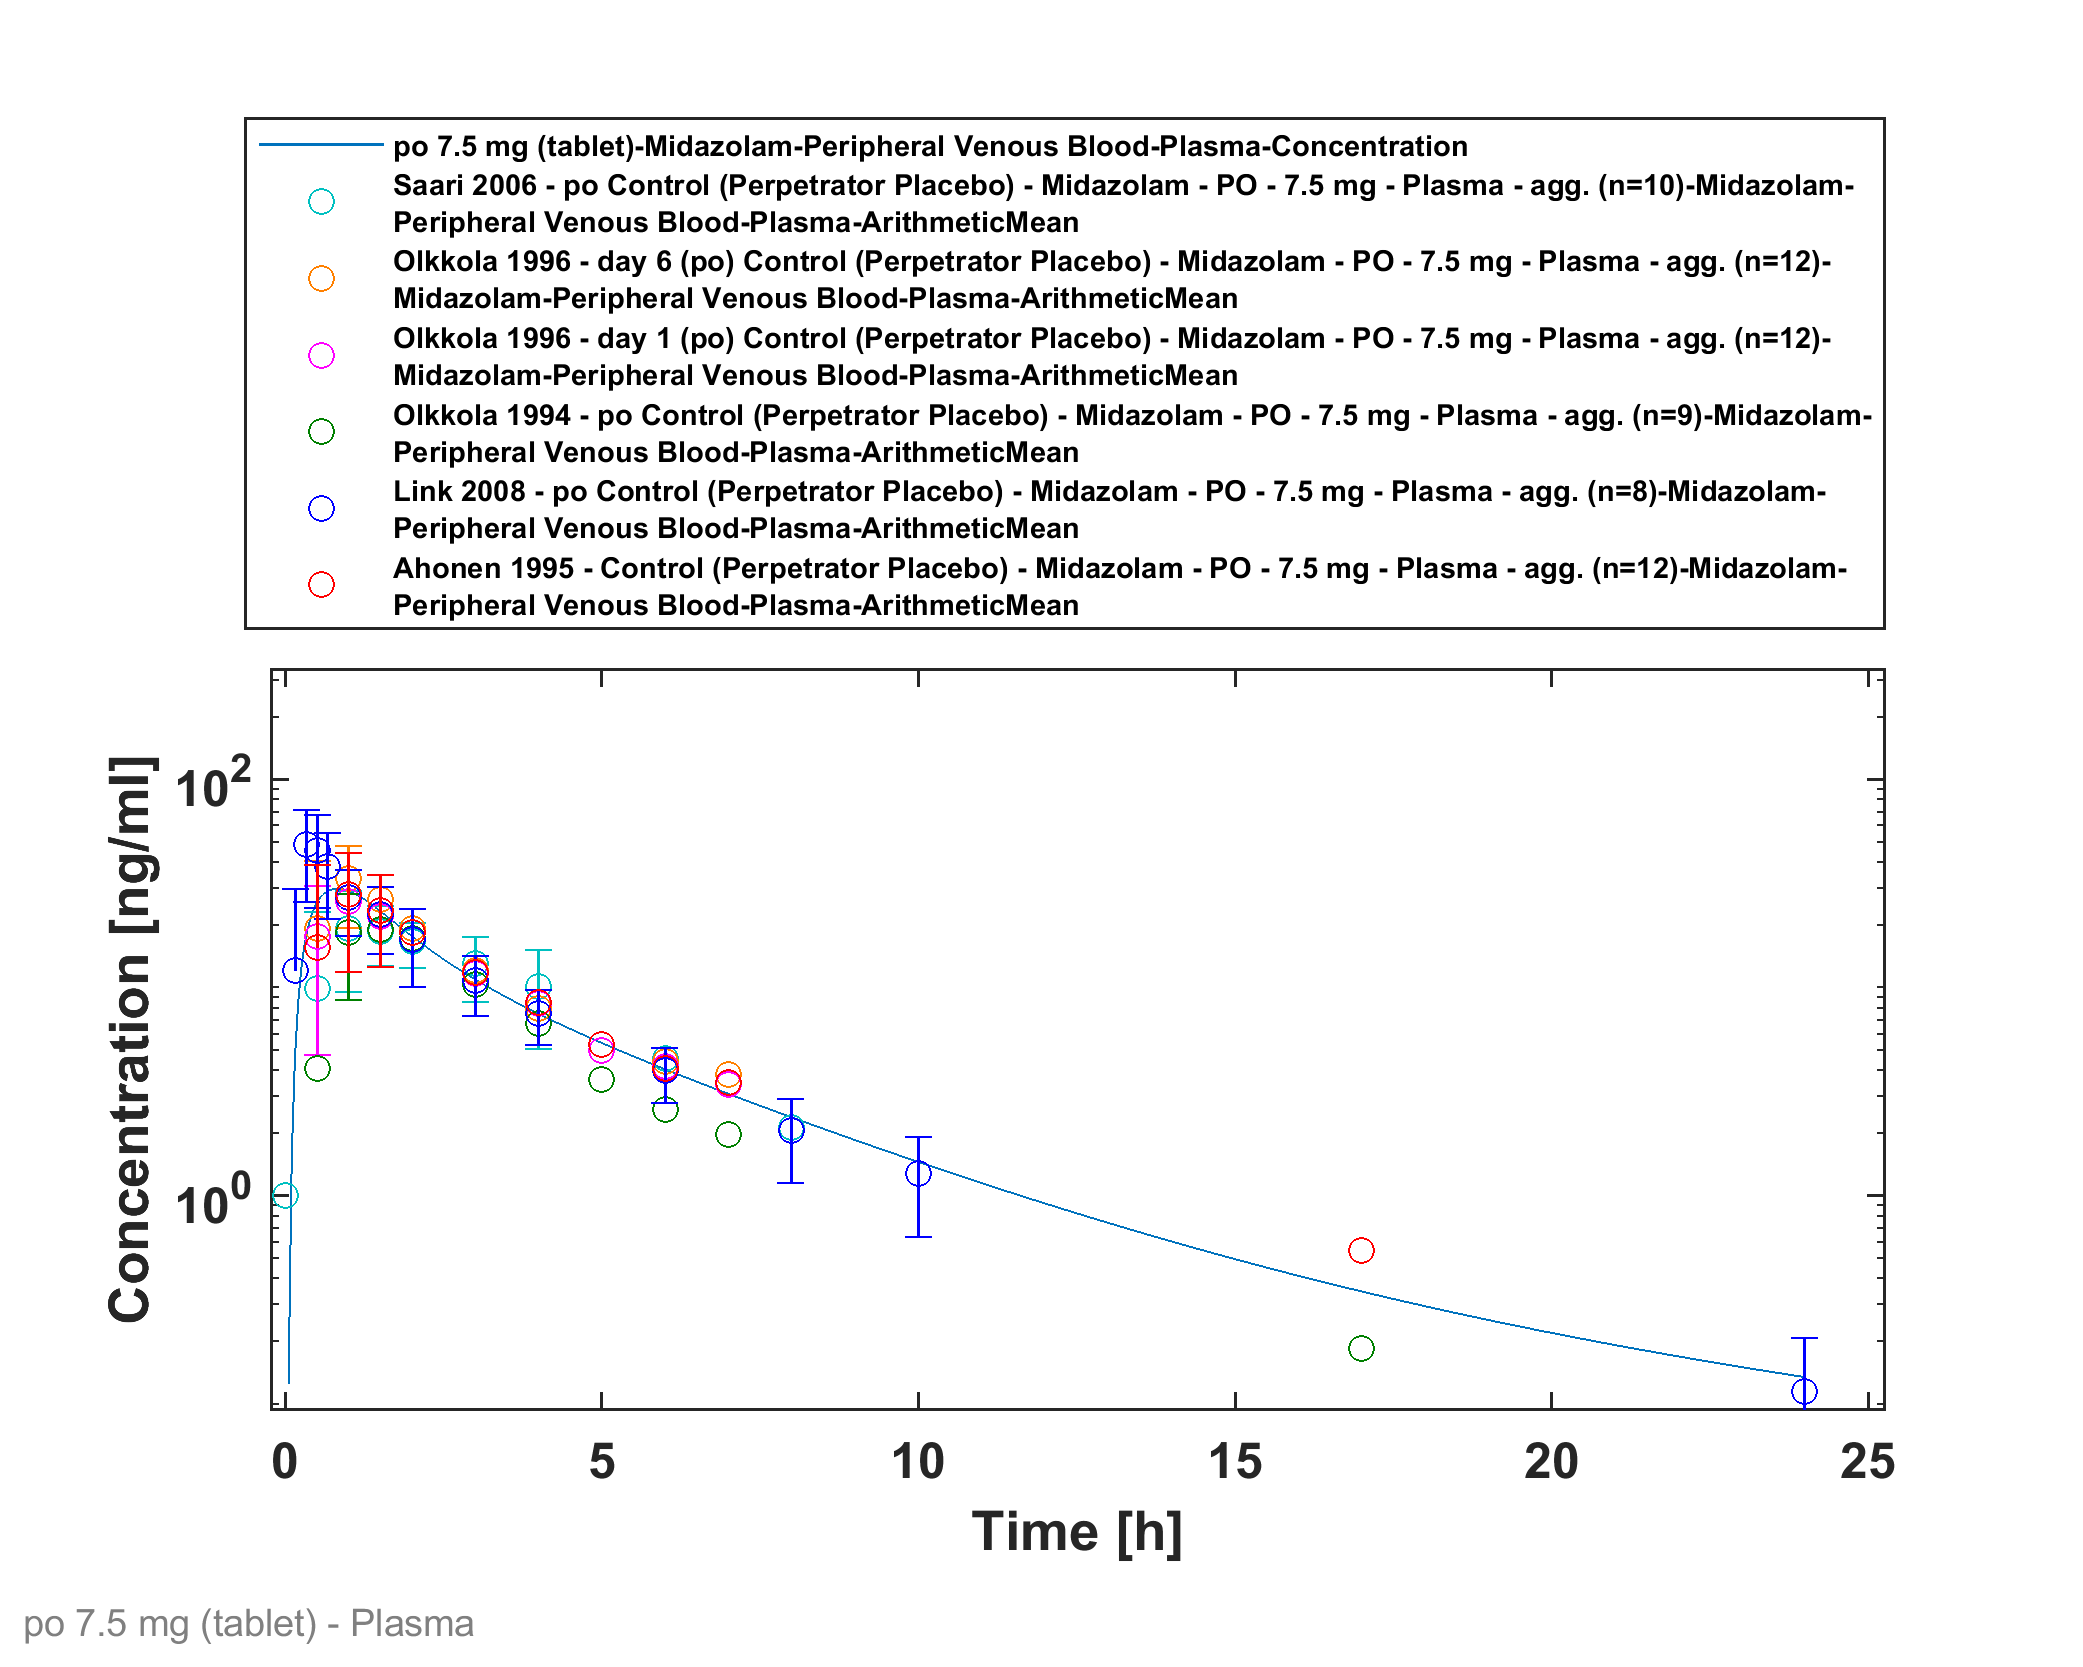 po 7.5 mg (tablet)-Midazolam-Peripheral Venous Blood-Plasma-Concentration
Saari 2006 - po Control (Perpetrator Placebo) - Midazolam - PO - 7.5 mg - Plasma - agg. (n=10)-Midazolam-
Peripheral Venous Blood-Plasma-ArithmeticMean
Olkkola 1996 - day 6 (po) Control (Perpetrator Placebo) - Midazolam - PO - 7.5 mg - Plasma - agg. (n=12)-
Midazolam-Peripheral Venous Blood-Plasma-ArithmeticMean
Olkkola 1996 - day 1 (po) Control (Perpetrator Placebo) - Midazolam - PO - 7.5 mg - Plasma - agg. (n=12)-
Midazolam-Peripheral Venous Blood-Plasma-ArithmeticMean
Olkkola 1994 - po Control (Perpetrator Placebo) - Midazolam - PO - 7.5 mg - Plasma - agg. (n=9)-Midazolam-
Peripheral Venous Blood-Plasma-ArithmeticMean
Link 2008 - po Control (Perpetrator Placebo) - Midazolam - PO - 7.5 mg - Plasma - agg. (n=8)-Midazolam-
Peripheral Venous Blood-Plasma-ArithmeticMean
Ahonen 1995 - Control (Perpetrator Placebo) - Midazolam - PO - 7.5 mg - Plasma - agg. (n=12)-Midazolam-
Peripheral Venous Blood-Plasma-ArithmeticMean
Concentration [ng/ml]
10²
10⁰
0 5 10 15 20 25
Time [h]
po 7.5 mg (tablet) - Plasma